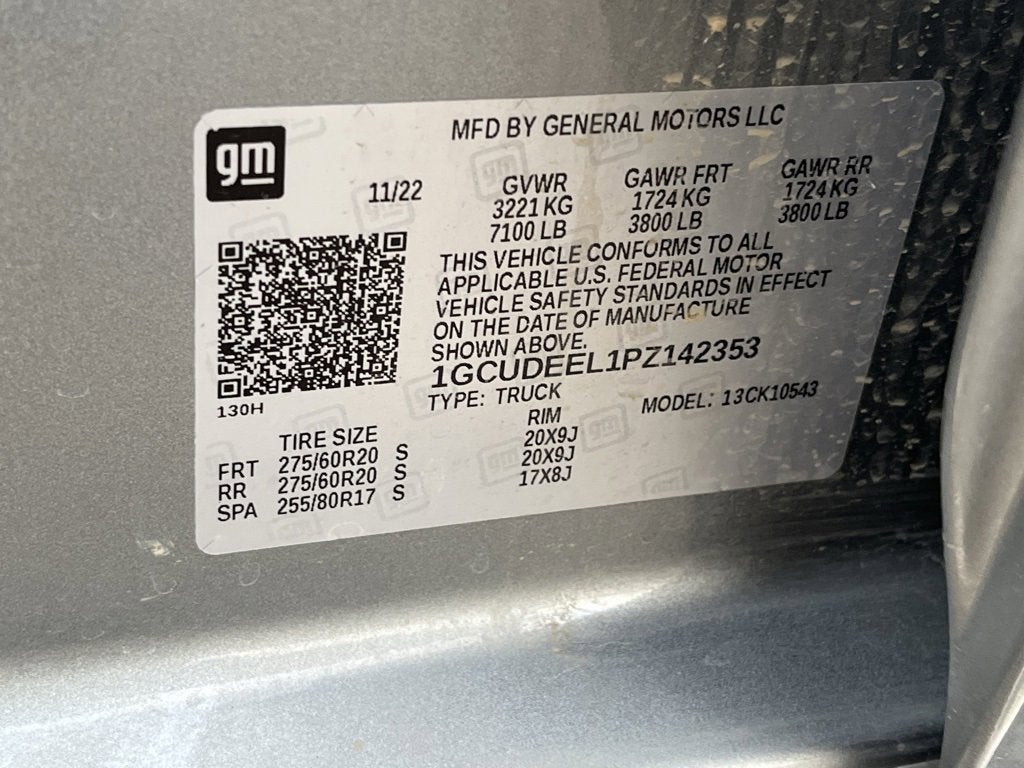 gm
MFD BY GENERAL MOTORS LLC
11/22
GVWR GAWR FRT GAWR RR
3221 KG 1724 KG 1724 KG
7100 LB 3800 LB 3800 LB
THIS VEHICLE CONFORMS TO ALL
APPLICABLE U.S. FEDERAL MOTOR
VEHICLE SAFETY STANDARDS IN EFFECT
ON THE DATE OF MANUFACTURE
SHOWN ABOVE.
1GCUDEEL1PZ142353
TYPE: TRUCK MODEL: 13CK10543
130H
TIRE SIZE RIM
FRT 275/60R20 S 20X9J
RR 275/60R20 S 20X9J
SPA 255/80R17 S 17X8J